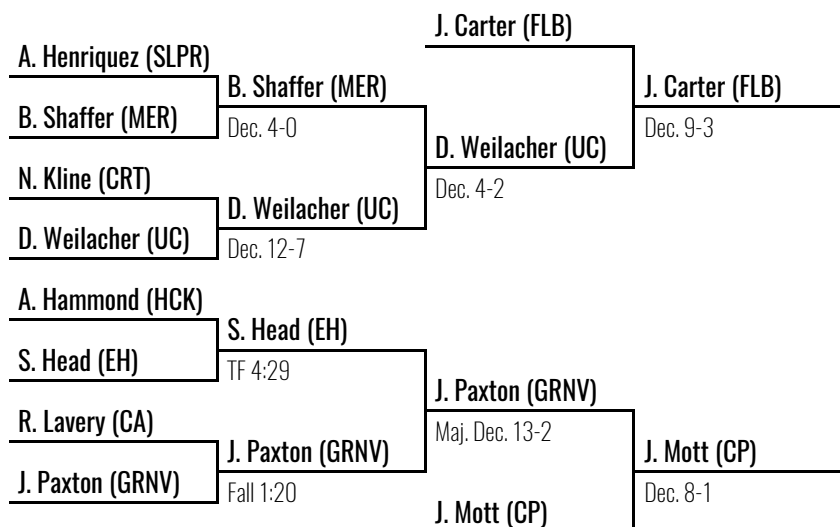 J. Carter (FLB)
A. Henriquez (SLPR)
B. Shaffer (MER)
J. Carter (FLB)
B. Shaffer (MER)
Dec. 4-0
Dec. 9-3
D. Weilacher (UC)
N. Kline (CRT)
Dec. 4-2
D. Weilacher (UC)
D. Weilacher (UC)
Dec. 12-7
A. Hammond (HCK)
S. Head (EH)
S. Head (EH)
TF 4:29
J. Paxton (GRNV)
R. Lavery (CA)
Maj. Dec. 13-2
J. Paxton (GRNV)
J. Mott (CP)
J. Paxton (GRNV)
Fall 1:20
Dec. 8-1
J. Mott (CP)